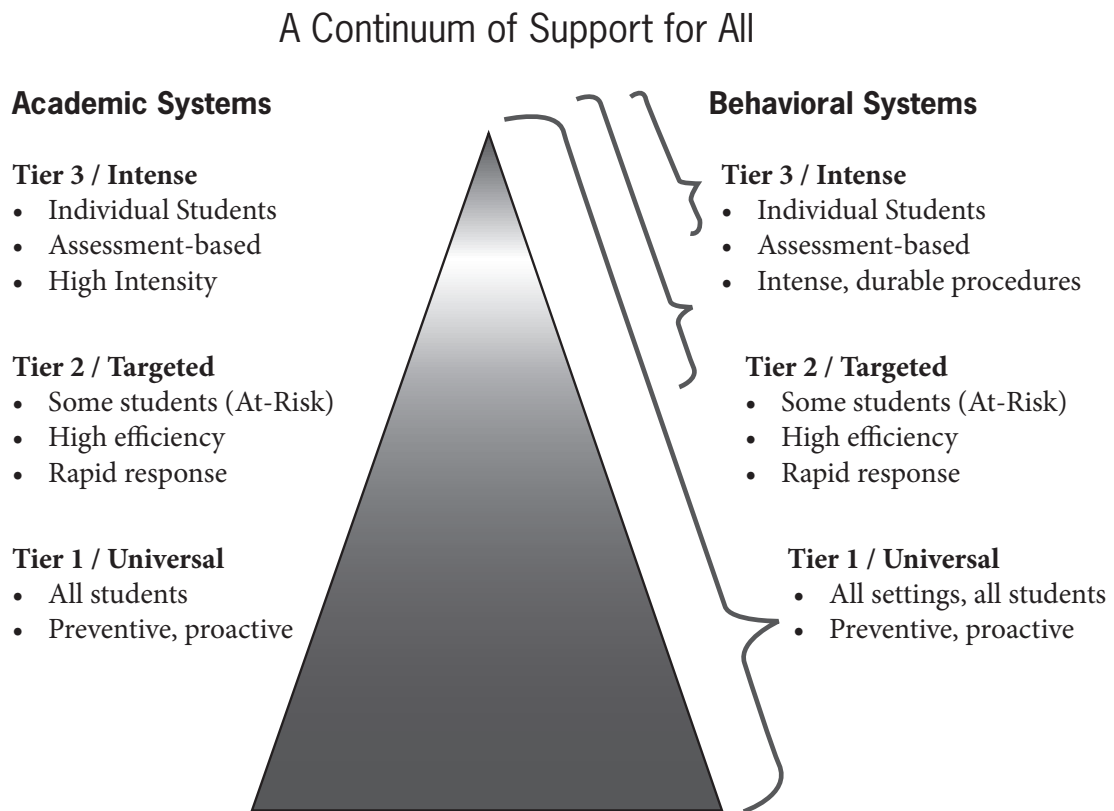 A Continuum of Support for All
Academic Systems
Tier 3 / Intense
• Individual Students
• Assessment-based
• High Intensity
Tier 2 / Targeted
• Some students (At-Risk)
• High efficiency
• Rapid response
Tier 1 / Universal
• All students
• Preventive, proactive
Behavioral Systems
Tier 3 / Intense
• Individual Students
• Assessment-based
• Intense, durable procedures
Tier 2 / Targeted
• Some students (At-Risk)
• High efficiency
• Rapid response
Tier 1 / Universal
• All settings, all students
• Preventive, proactive